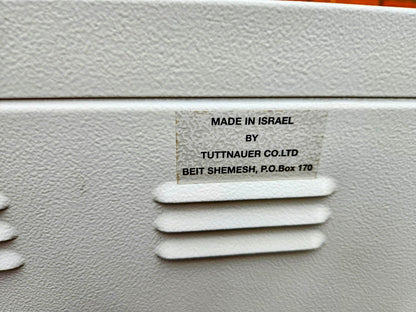 MADE IN ISRAEL
BY
TUTTNAUER CO.LTD
BEIT SHEMESH, P.O.Box 170